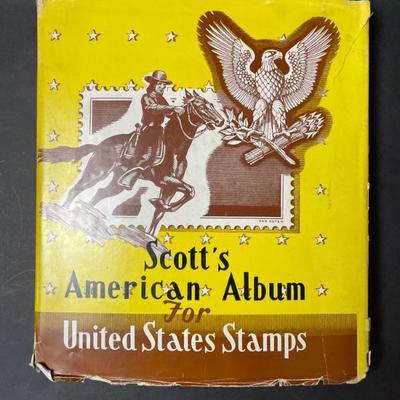 Scott's
American Album
For
United States Stamps